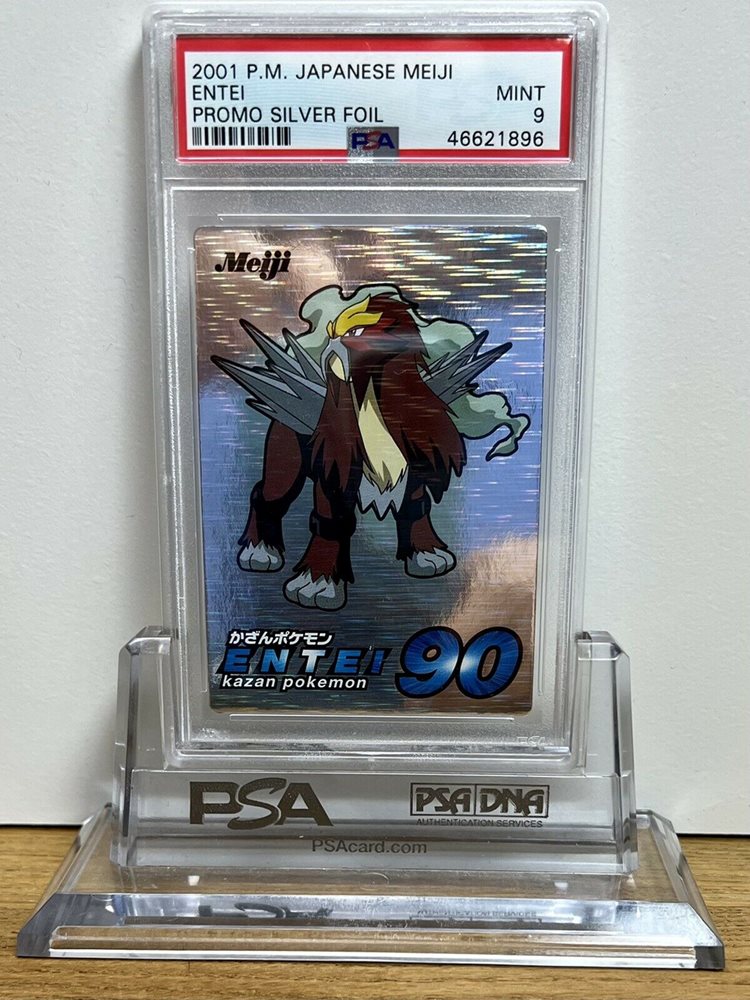 2001 P.M. JAPANESE MEIJI
ENTEI MINT
PROMO SILVER FOIL 9
PSA 46621896
Meiji
かざんポケモン
ENTEI 90
kazan pokemon
PSA
PSA PSA DNA
AUTHENTICATION SERVICES
PSAcard.com